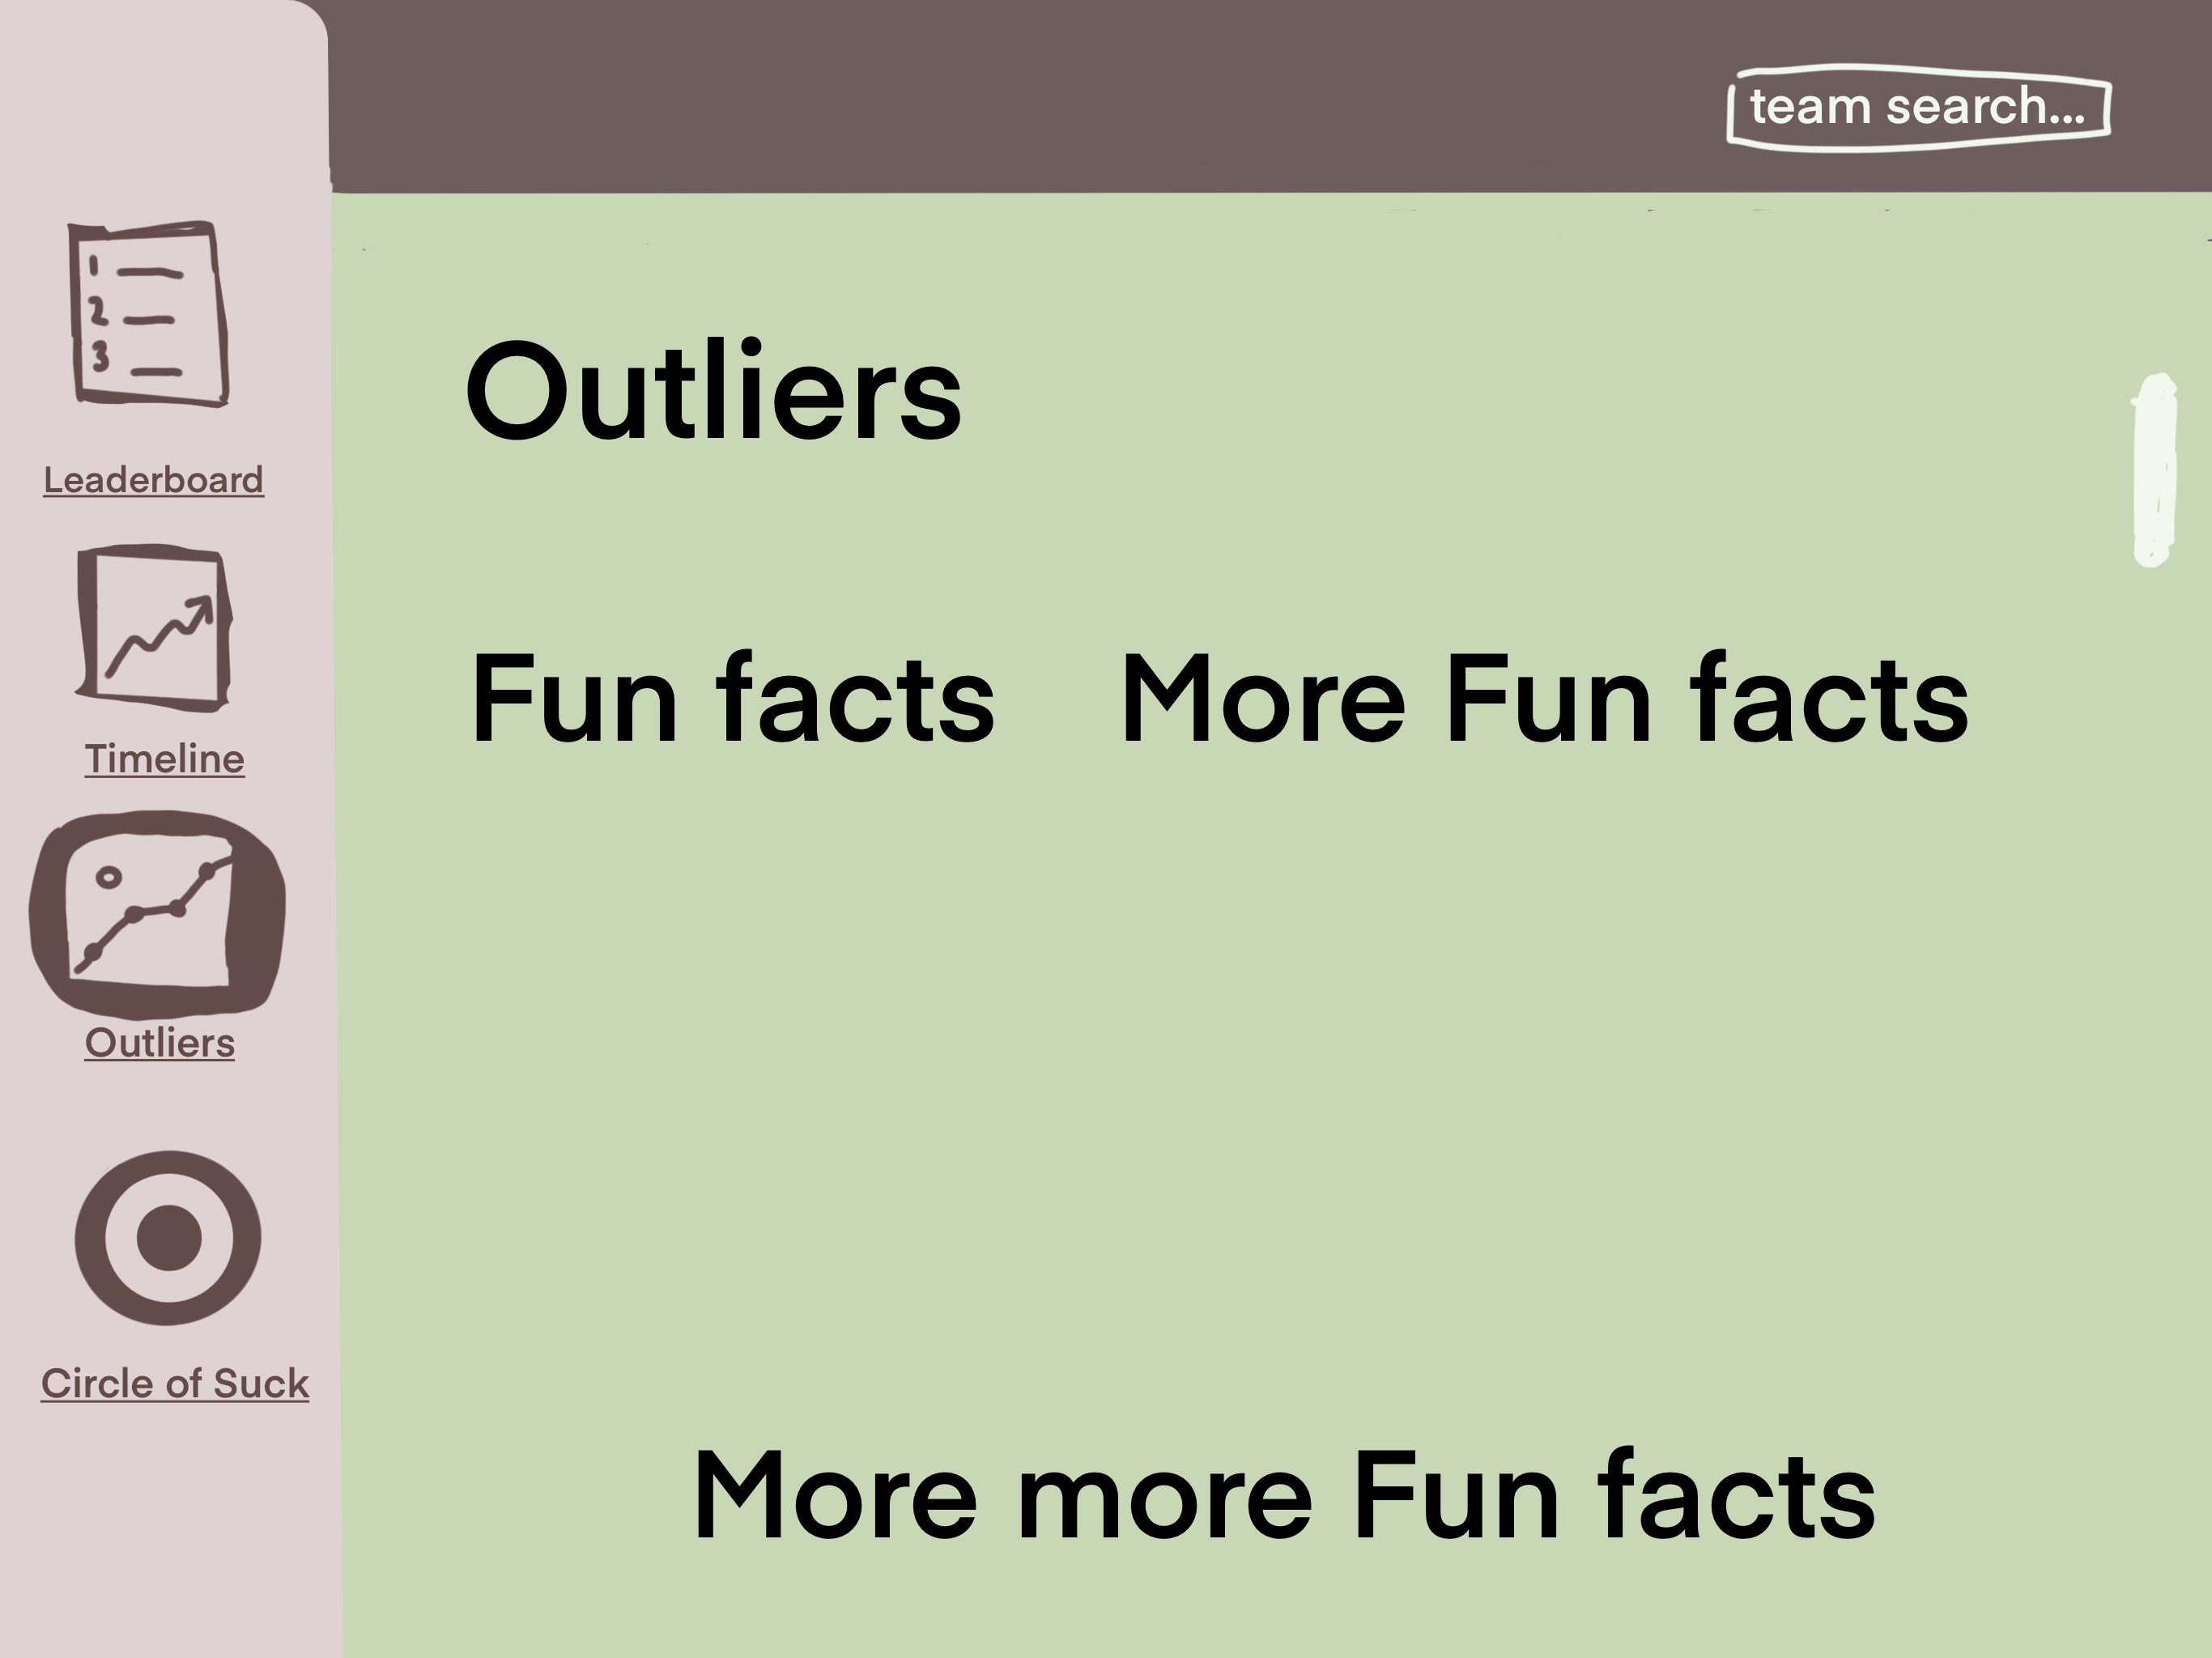 team search...
Leaderboard
Timeline
Outliers
Circle of Suck
Outliers
Fun facts
More Fun facts
More more Fun facts
1
2
3